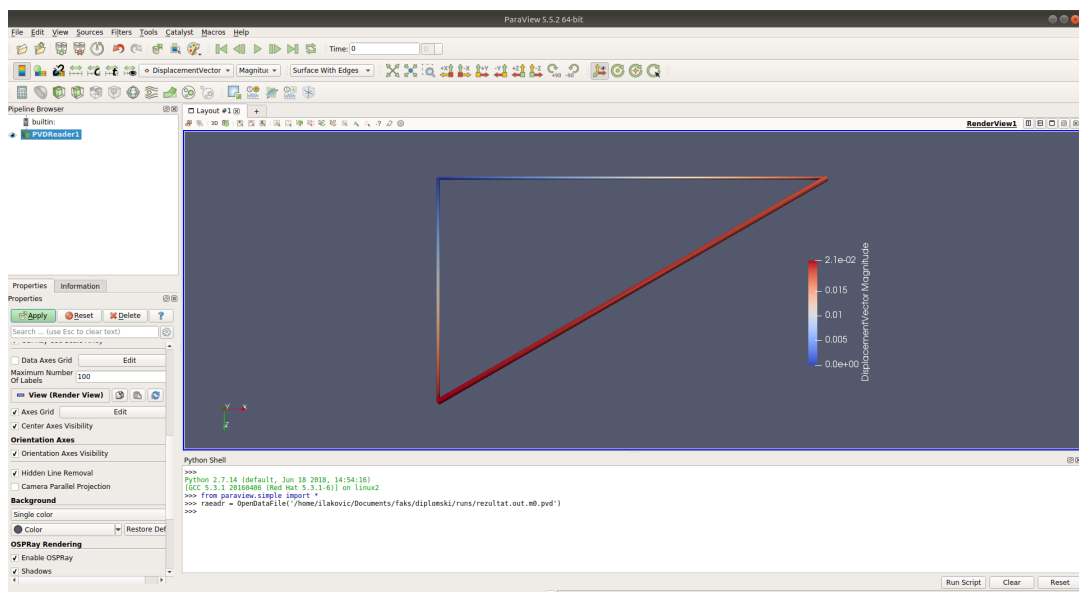 ParaView 5.5.2 64-bit
File Edit View Sources Filters Tools Catalyst Macros Help
Time: 0 0
DisplacementVector Magnituc Surface With Edges
+X -X +Y -Y +Z -Z +90 -90
Pipeline Browser
Layout #1 +
builtin:
3D
PVDReader1
RenderView1
2.1e-02
0.015
0.01
0.005
0.0e+00
DisplacementVector Magnitude
Y X
Z
Properties Information
Properties
Apply Reset Delete ?
Search ... (use Esc to clear text)
Data Axes Grid Edit
Maximum Number
Of Labels 100
View (Render View)
Axes Grid Edit
Center Axes Visibility
Orientation Axes
Orientation Axes Visibility
Hidden Line Removal
Camera Parallel Projection
Background
Single color
Color Restore Def
OSPRay Rendering
Enable OSPRay
Shadows
Python Shell
>>>
Python 2.7.14 (default, Jun 18 2018, 14:54:16)
[GCC 5.3.1 20160406 (Red Hat 5.3.1-6)] on linux2
>>> from paraview.simple import *
>>> raeadr = OpenDataFile('/home/ilakovic/Documents/faks/diplomski/runs/rezultat.out.m0.pvd')
>>>
Run Script Clear Reset